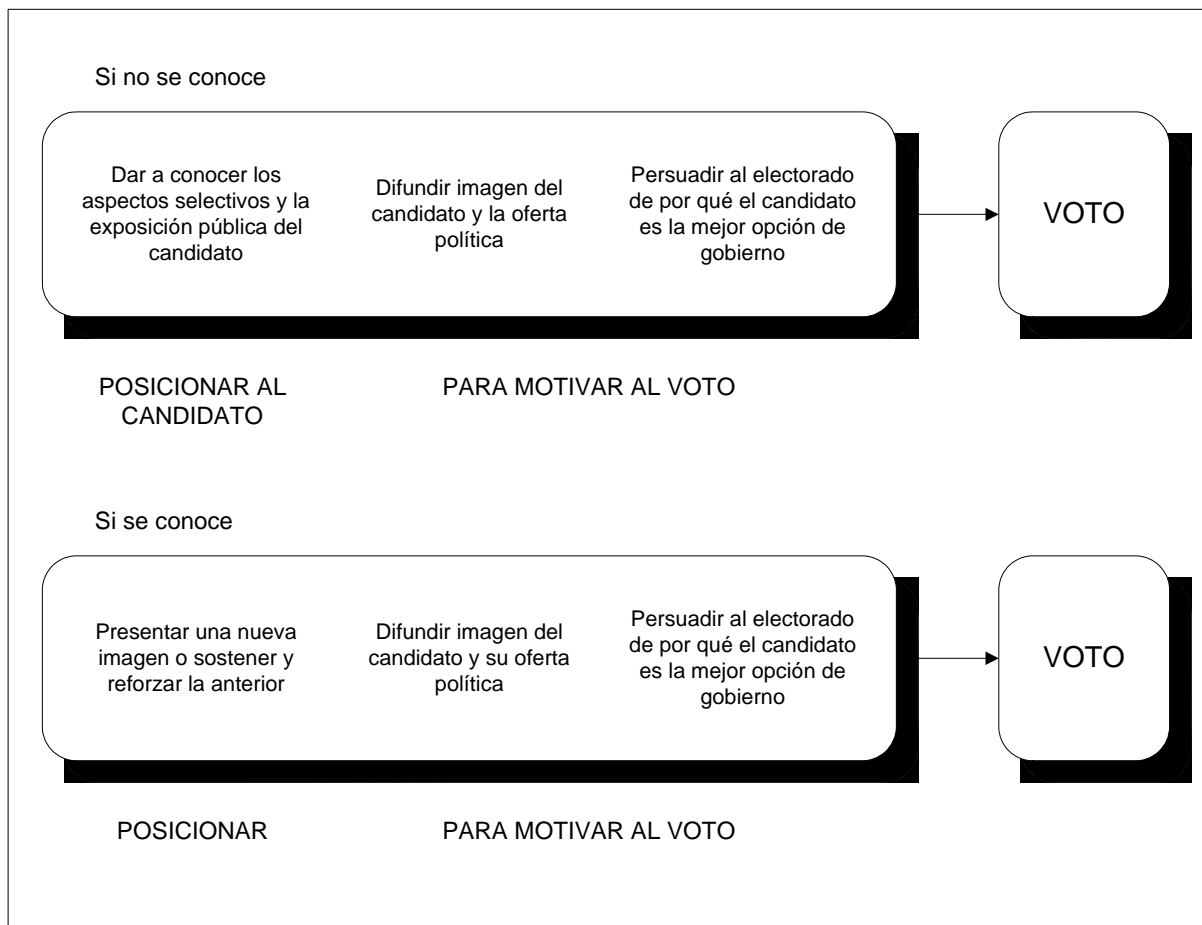 Si no se conoce
Dar a conocer los
aspectos selectivos y la
exposición pública del
candidato
Difundir imagen del
candidato y la oferta
política
Persuadir al electorado
de por qué el candidato
es la mejor opción de
gobierno
VOTO
POSICIONAR AL
CANDIDATO
PARA MOTIVAR AL VOTO
Si se conoce
Presentar una nueva
imagen o sostener y
reforzar la anterior
Difundir imagen del
candidato y su oferta
política
Persuadir al electorado
de por qué el candidato
es la mejor opción de
gobierno
VOTO
POSICIONAR
PARA MOTIVAR AL VOTO